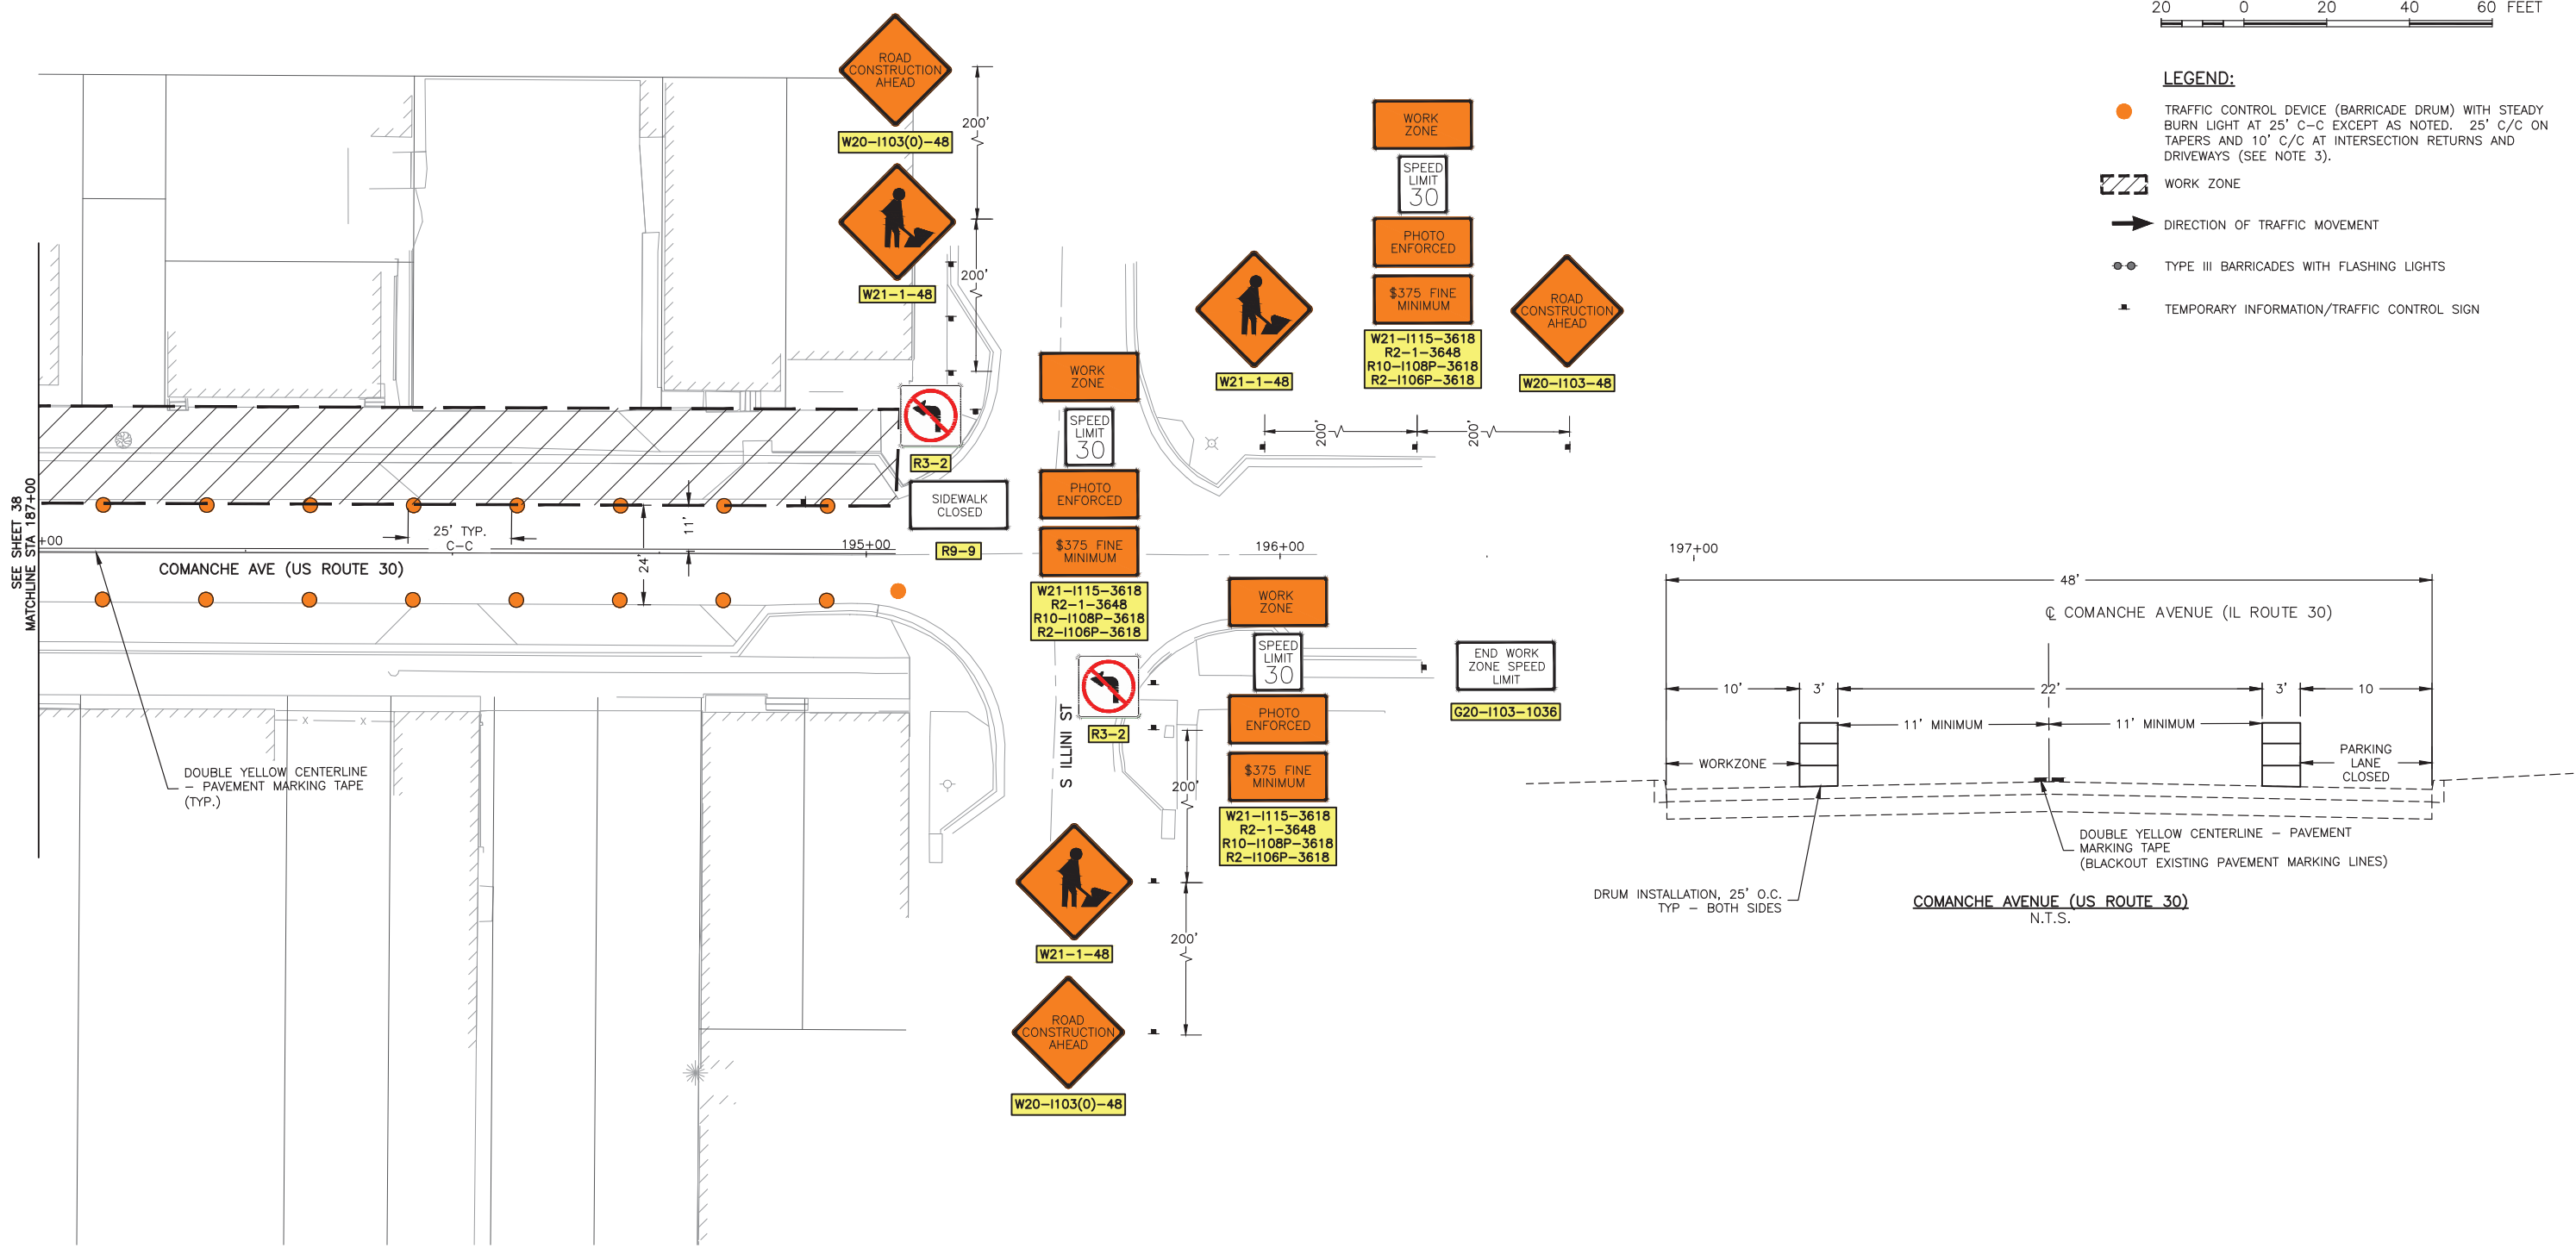 20 0 20 40 60 FEET
LEGEND:
TRAFFIC CONTROL DEVICE (BARRICADE DRUM) WITH STEADY
BURN LIGHT AT 25' C-C EXCEPT AS NOTED. 25' C/C ON
TAPERS AND 10' C/C AT INTERSECTION RETURNS AND
DRIVEWAYS (SEE NOTE 3).
WORK ZONE
DIRECTION OF TRAFFIC MOVEMENT
TYPE III BARRICADES WITH FLASHING LIGHTS
TEMPORARY INFORMATION/TRAFFIC CONTROL SIGN
ROAD
CONSTRUCTION
AHEAD
W20-I103(0)-48
200'
W21-1-48
200'
R3-2
SIDEWALK
CLOSED
R9-9
WORK
ZONE
SPEED
LIMIT
30
PHOTO
ENFORCED
$375 FINE
MINIMUM
W21-I115-3618
R2-1-3648
R10-I108P-3618
R2-I106P-3618
W21-1-48
WORK
ZONE
SPEED
LIMIT
30
PHOTO
ENFORCED
$375 FINE
MINIMUM
W21-I115-3618
R2-1-3648
R10-I108P-3618
R2-I106P-3618
ROAD
CONSTRUCTION
AHEAD
W20-I103-48
200'
200'
SEE SHEET 38
MATCHLINE STA 187+00
+00
25' TYP.
C-C
11'
24'
195+00
196+00
197+00
COMANCHE AVE (US ROUTE 30)
DOUBLE YELLOW CENTERLINE
- PAVEMENT MARKING TAPE
(TYP.)
S ILLINI ST
R3-2
WORK
ZONE
SPEED
LIMIT
30
PHOTO
ENFORCED
$375 FINE
MINIMUM
W21-I115-3618
R2-1-3648
R10-I108P-3618
R2-I106P-3618
END WORK
ZONE SPEED
LIMIT
G20-I103-1036
200'
W21-1-48
200'
ROAD
CONSTRUCTION
AHEAD
W20-I103(0)-48
48'
℄ COMANCHE AVENUE (IL ROUTE 30)
10' 3' 22' 3' 10
11' MINIMUM 11' MINIMUM
WORKZONE
PARKING
LANE
CLOSED
DOUBLE YELLOW CENTERLINE - PAVEMENT
MARKING TAPE
(BLACKOUT EXISTING PAVEMENT MARKING LINES)
DRUM INSTALLATION, 25' O.C.
TYP - BOTH SIDES
COMANCHE AVENUE (US ROUTE 30)
N.T.S.